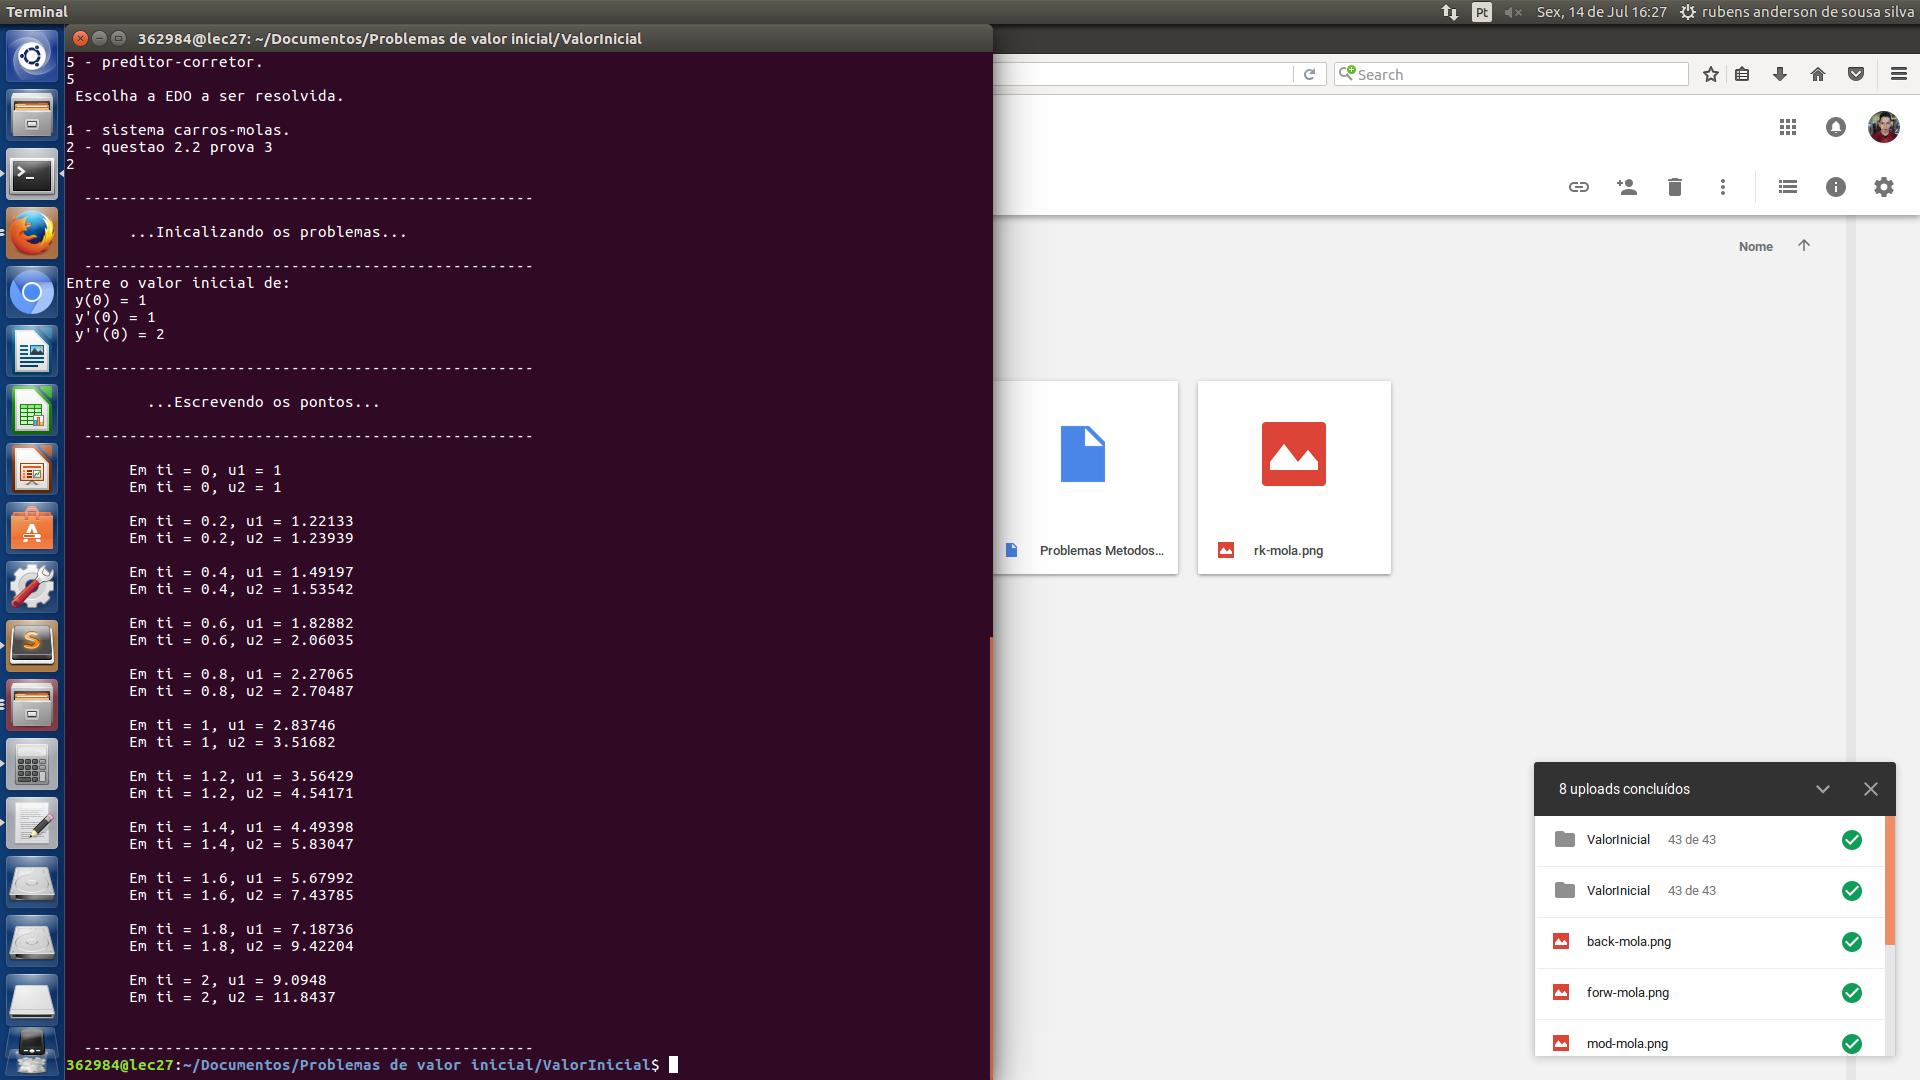 Terminal
Pt
Sex, 14 de Jul 16:27
rubens anderson de sousa silva
362984@lec27: ~/Documentos/Problemas de valor inicial/ValorInicial
5 - preditor-corretor.
5
Escolha a EDO a ser resolvida.
1 - sistema carros-molas.
2 - questao 2.2 prova 3
2
--------------------------------------------------
...Inicalizando os problemas...
--------------------------------------------------
Entre o valor inicial de:
y(0) = 1
y'(0) = 1
y''(0) = 2
--------------------------------------------------
...Escrevendo os pontos...
--------------------------------------------------
Em ti = 0, u1 = 1
Em ti = 0, u2 = 1
Em ti = 0.2, u1 = 1.22133
Em ti = 0.2, u2 = 1.23939
Em ti = 0.4, u1 = 1.49197
Em ti = 0.4, u2 = 1.53542
Em ti = 0.6, u1 = 1.82882
Em ti = 0.6, u2 = 2.06035
Em ti = 0.8, u1 = 2.27065
Em ti = 0.8, u2 = 2.70487
Em ti = 1, u1 = 2.83746
Em ti = 1, u2 = 3.51682
Em ti = 1.2, u1 = 3.56429
Em ti = 1.2, u2 = 4.54171
Em ti = 1.4, u1 = 4.49398
Em ti = 1.4, u2 = 5.83047
Em ti = 1.6, u1 = 5.67992
Em ti = 1.6, u2 = 7.43785
Em ti = 1.8, u1 = 7.18736
Em ti = 1.8, u2 = 9.42204
Em ti = 2, u1 = 9.0948
Em ti = 2, u2 = 11.8437
--------------------------------------------------
362984@lec27:~/Documentos/Problemas de valor inicial/ValorInicial$
Search
Nome
Problemas Metodos...
rk-mola.png
8 uploads concluídos
ValorInicial 43 de 43
ValorInicial 43 de 43
back-mola.png
forw-mola.png
mod-mola.png